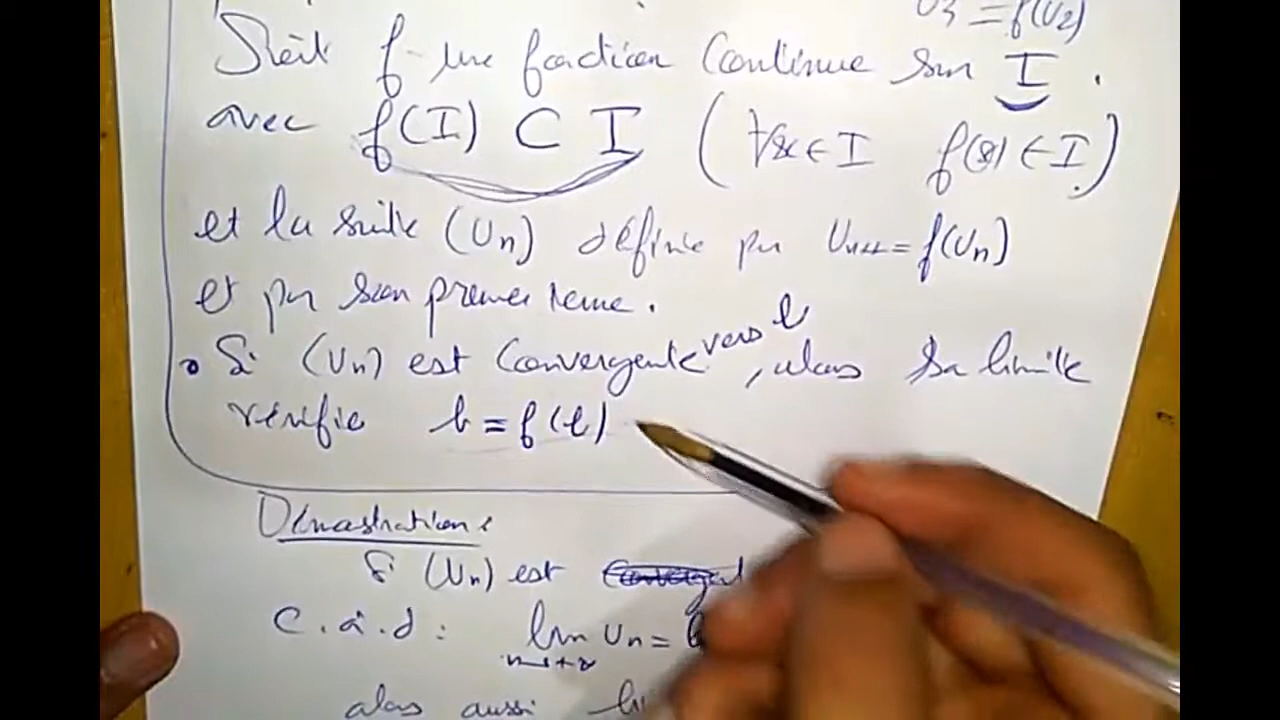 U3 = f(U2)
Soit f une fonction Continue sur I.
avec f(I) ⊂ I (∀x∈I f(x)∈I.)
et la suite (Un) définie par Un+1=f(Un)
et par son premier terme.
• Si (Un) est Convergente vers l, alors sa limite
vérifie l = f(l)
Démonstration:
Si (Un) est
C.à.d: lim Un = l
n→+∞
alors aussi li